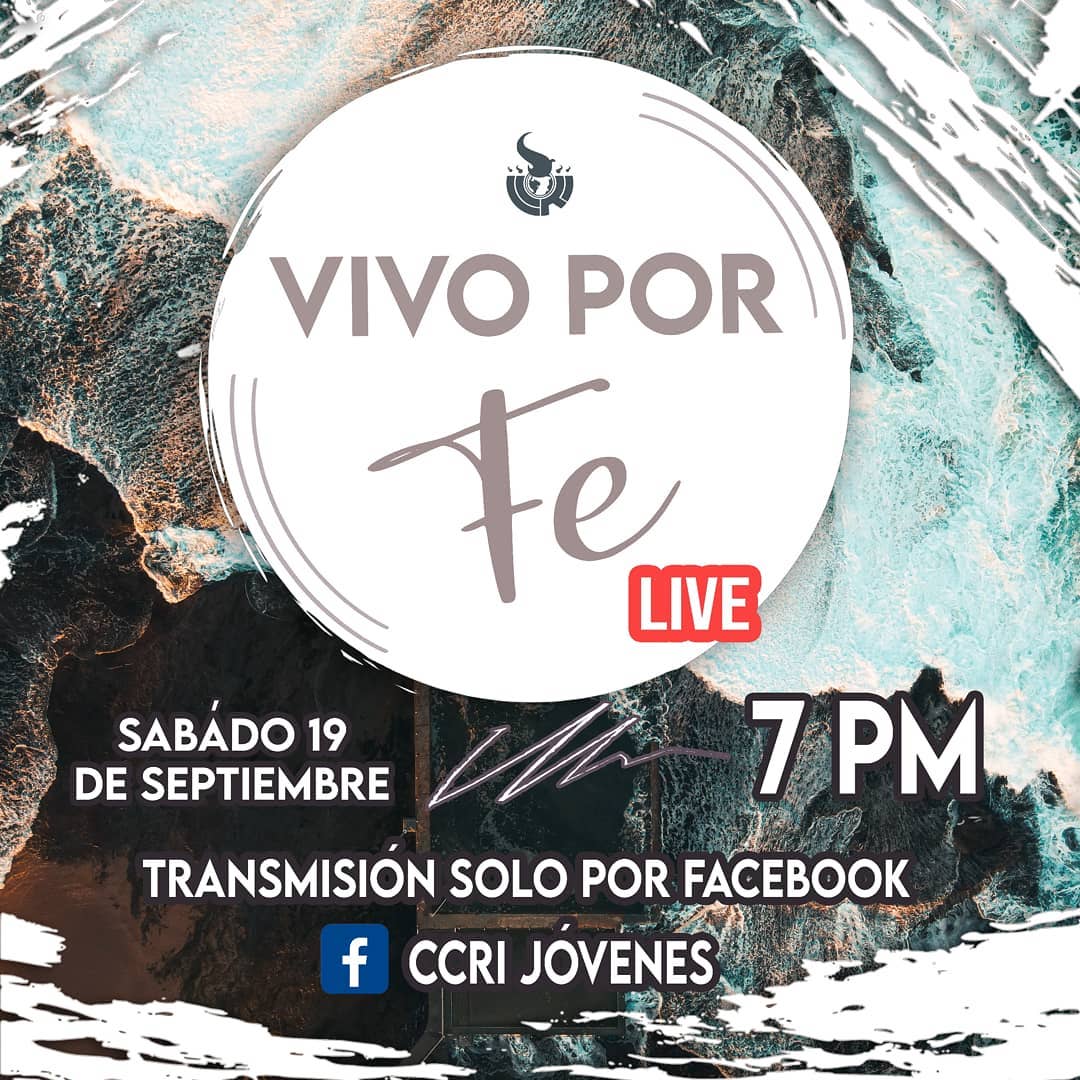 VIVO POR
Fe
LIVE
SABÁDO 19
DE SEPTIEMBRE
7 PM
TRANSMISIÓN SOLO POR FACEBOOK
f CCRI JÓVENES